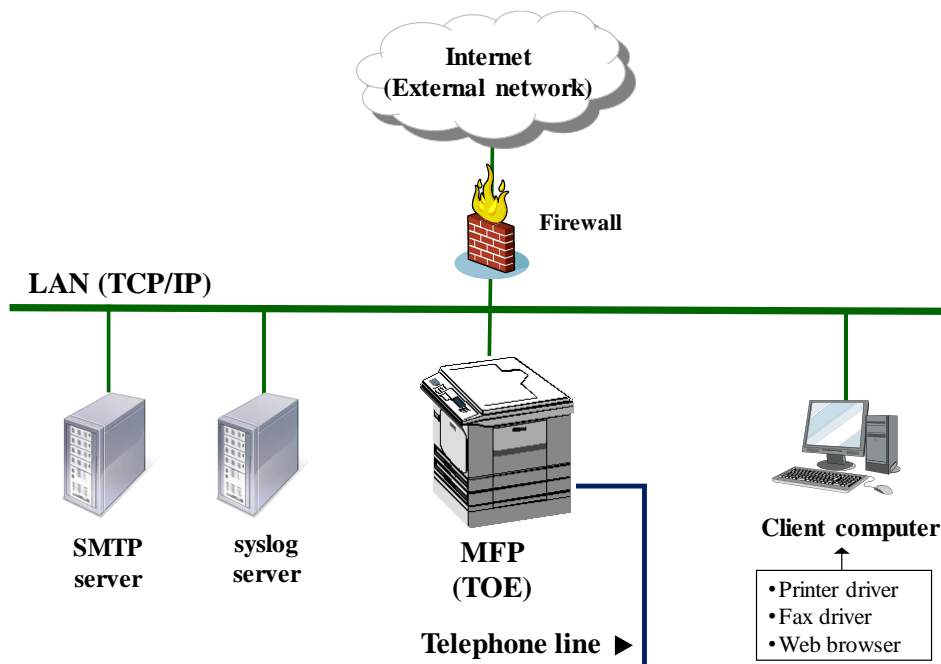 Internet
(External network)
Firewall
LAN (TCP/IP)
SMTP
server
syslog
server
MFP
(TOE)
Client computer
• Printer driver
• Fax driver
• Web browser
Telephone line ►